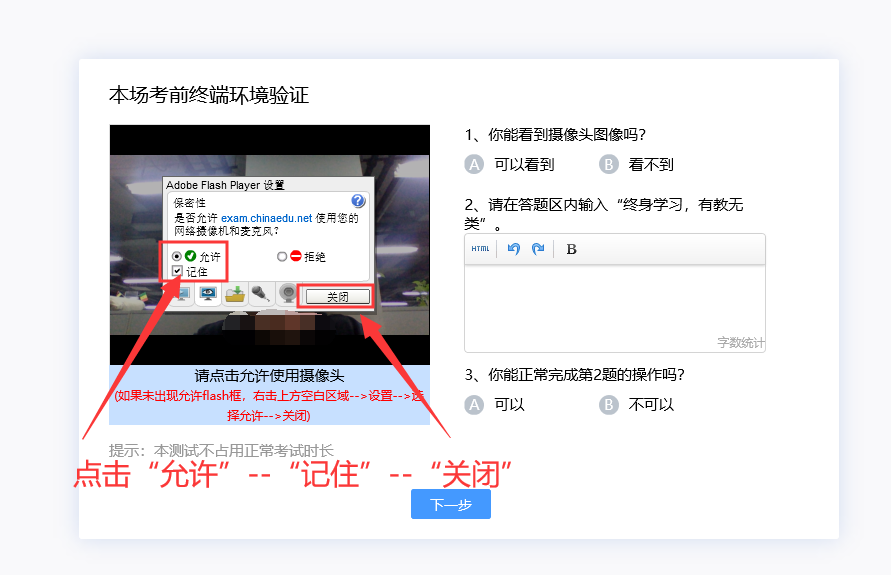 本场考前终端环境验证
Adobe Flash Player 设置
保密性
是否允许 exam.chinaedu.net 使用您的
网络摄像机和麦克风？
允许
拒绝
记住
关闭
请点击允许使用摄像头
(如果未出现允许flash框，右击上方空白区域-->设置-->选
择允许-->关闭)
提示：本测试不占用正常考试时长
点击“允许”--“记住”--“关闭”
1、你能看到摄像头图像吗?
A 可以看到
B 看不到
2、请在答题区内输入“终身学习，有教无
类”。
HTML
B
字数统计
3、你能正常完成第2题的操作吗?
A 可以
B 不可以
下一步